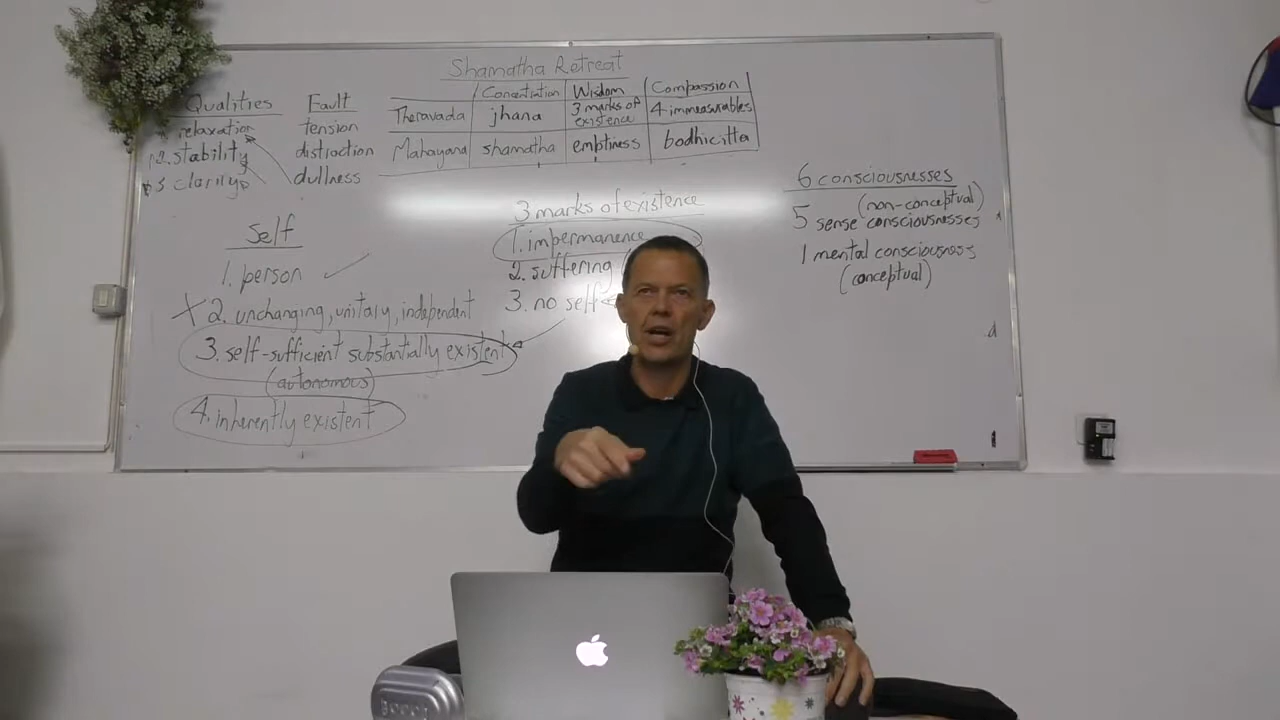 Shamatha Retreat
Concentration Wisdom Compassion
Theravada jhana 3 marks of existence 4 immeasurables
Mahayana shamatha emptiness bodhicitta
Qualities
relaxation
2. stability
3 clarity
Fault
tension
distraction
dullness
Self
1. person
2. unchanging, unitary, independent
3. self-sufficient substantially existent
(autonomous)
4. inherently existent
3 marks of existence
1. impermanence
2. suffering
3. no self
6 consciousnesses
(non-conceptual)
5 sense consciousnesses
1 mental consciousness
(conceptual)